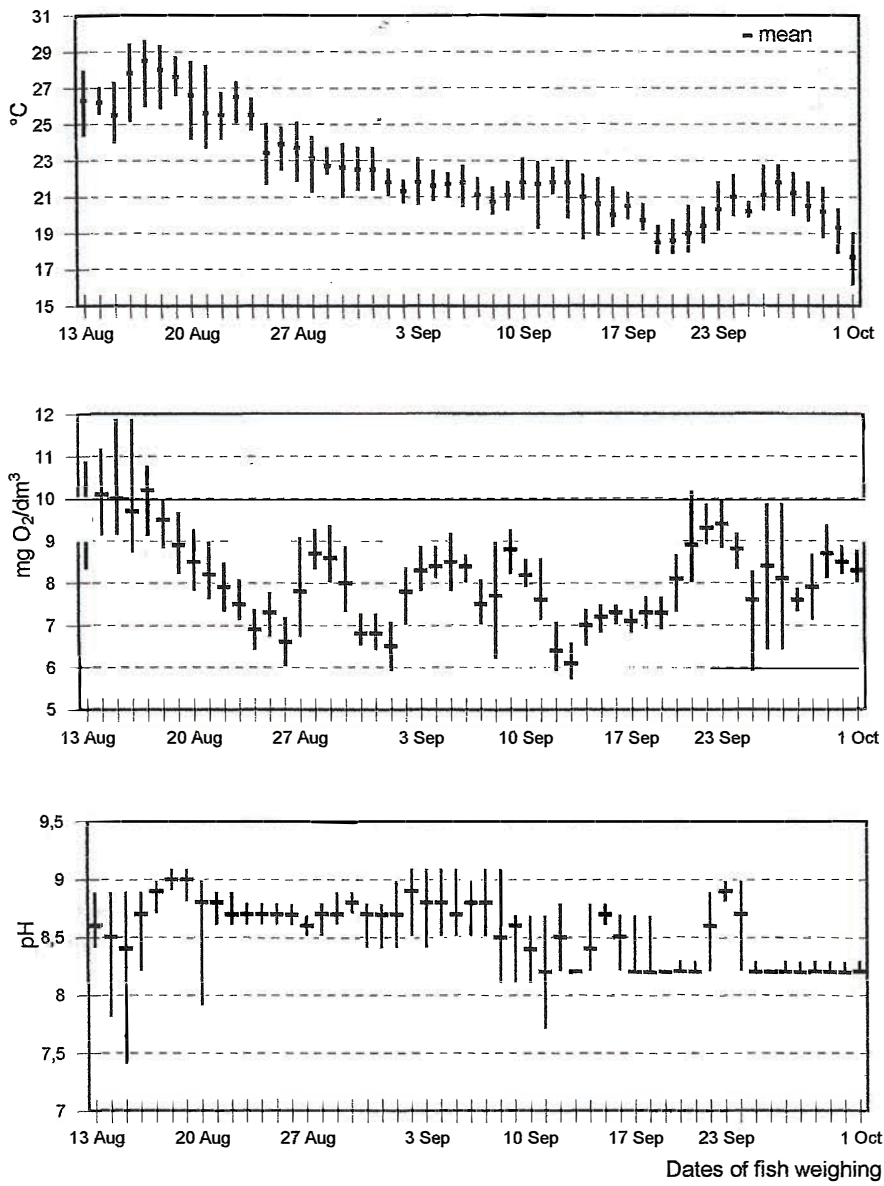 31
– mean
29
27
25
°C
23
21
19
17
15
13 Aug 20 Aug 27 Aug 3 Sep 10 Sep 17 Sep 23 Sep 1 Oct
12
11
10
9
mg O₂/dm³
8
7
6
5
13 Aug 20 Aug 27 Aug 3 Sep 10 Sep 17 Sep 23 Sep 1 Oct
9,5
9
pH
8,5
8
7,5
7
13 Aug 20 Aug 27 Aug 3 Sep 10 Sep 17 Sep 23 Sep 1 Oct
Dates of fish weighing